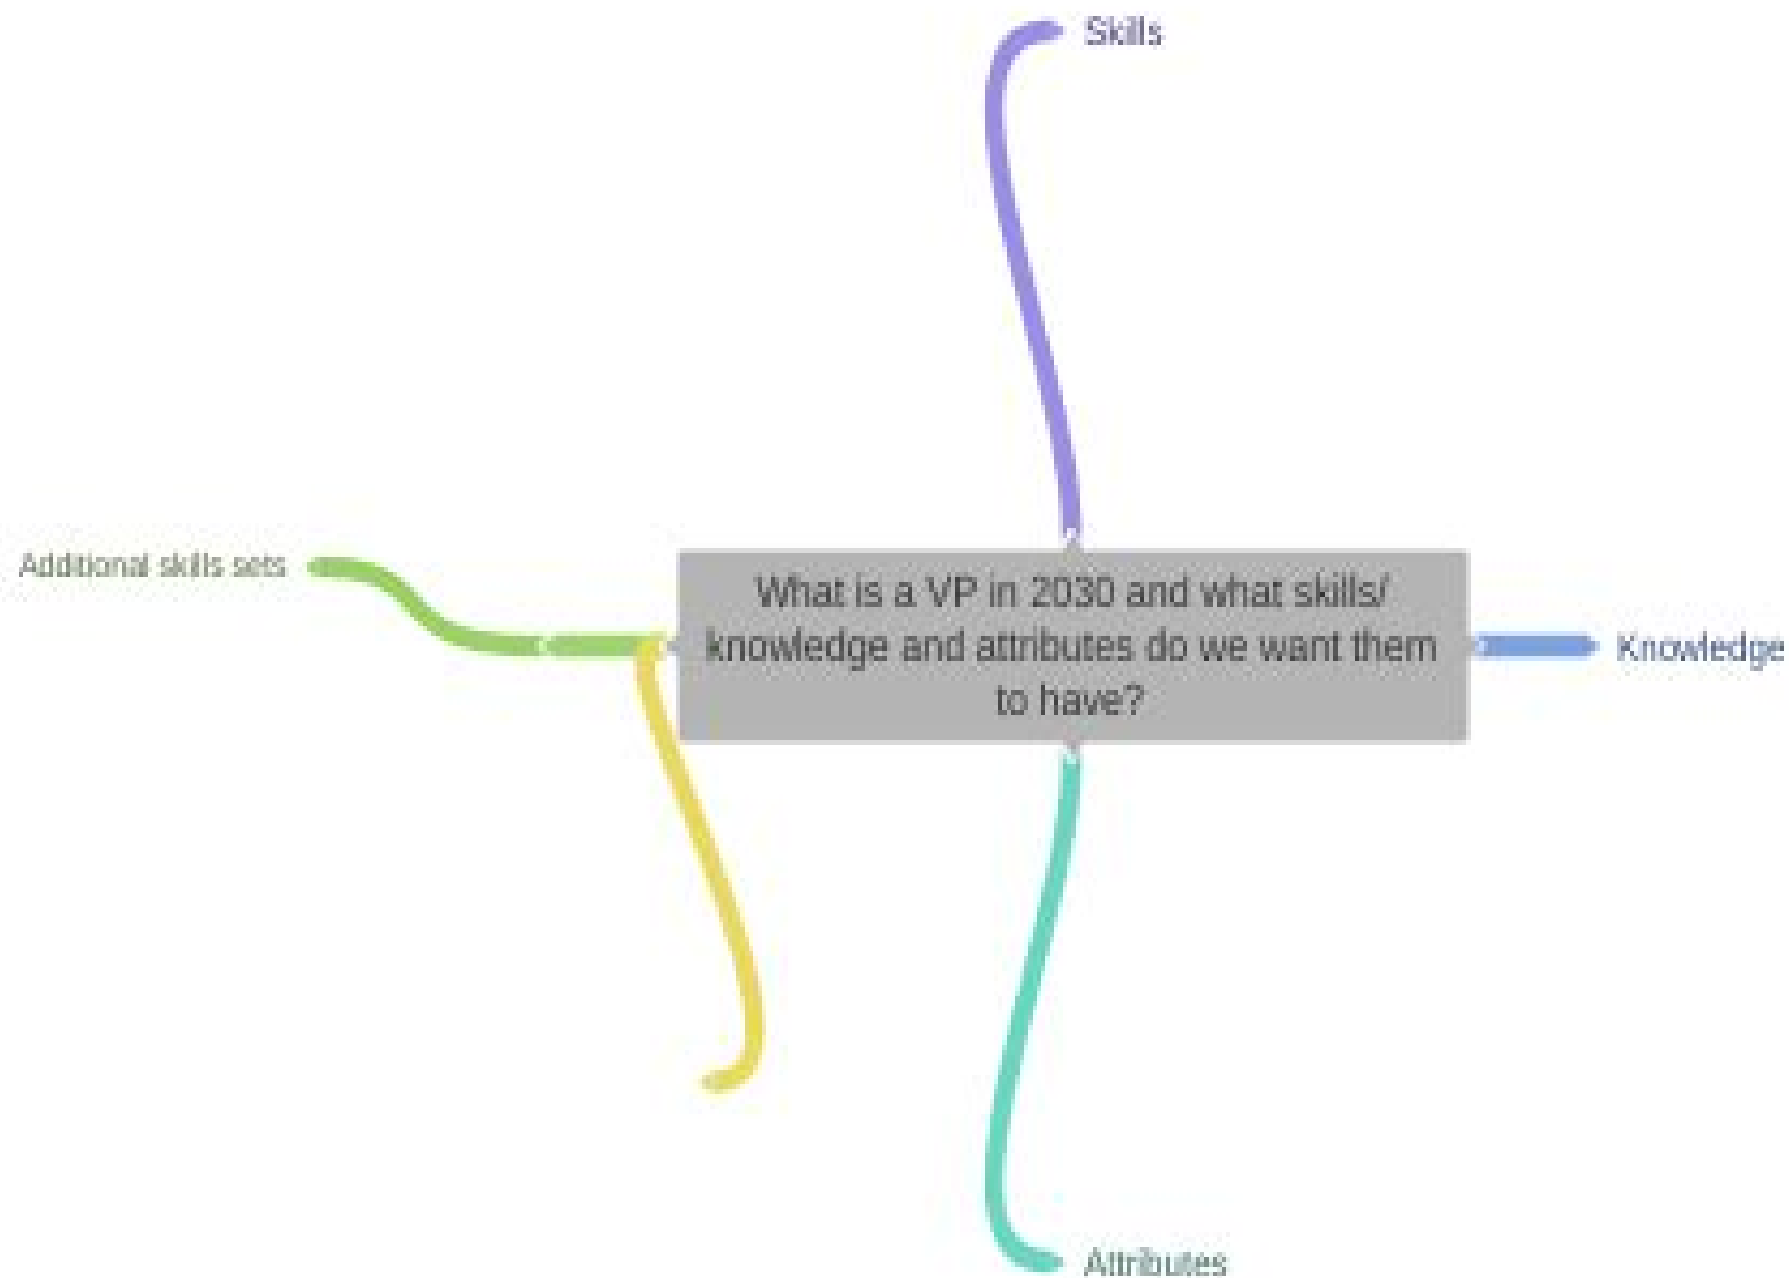 Skills
Additional skills sets
What is a VP in 2030 and what skills/
knowledge and attributes do we want them
to have?
Knowledge
Attributes